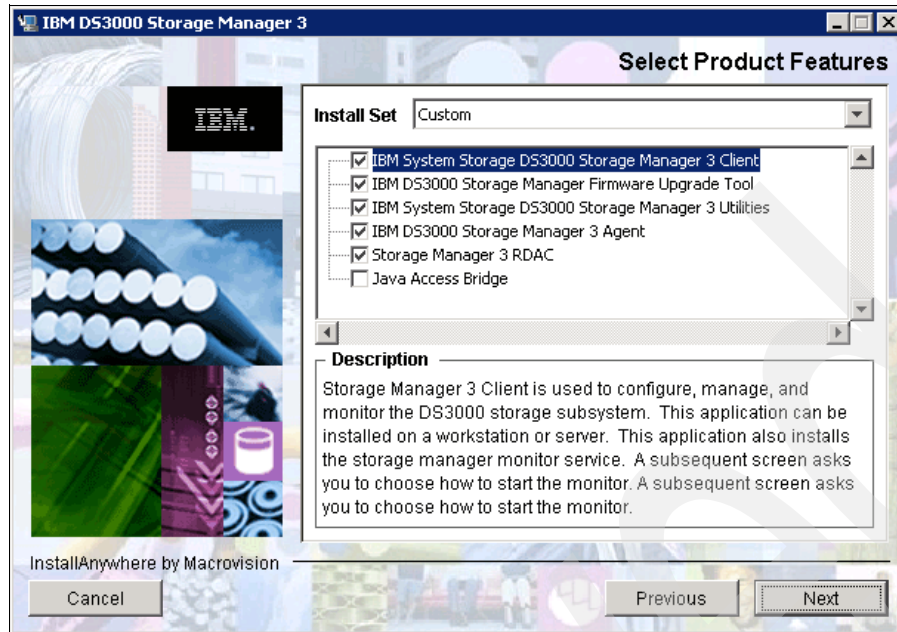 IBM DS3000 Storage Manager 3
Select Product Features
IBM.
Install Set Custom
IBM System Storage DS3000 Storage Manager 3 Client
IBM DS3000 Storage Manager Firmware Upgrade Tool
IBM System Storage DS3000 Storage Manager 3 Utilities
IBM DS3000 Storage Manager 3 Agent
Storage Manager 3 RDAC
Java Access Bridge
Description
Storage Manager 3 Client is used to configure, manage, and
monitor the DS3000 storage subsystem. This application can be
installed on a workstation or server. This application also installs
the storage manager monitor service. A subsequent screen asks
you to choose how to start the monitor. A subsequent screen asks
you to choose how to start the monitor.
InstallAnywhere by Macrovision
Cancel Previous Next